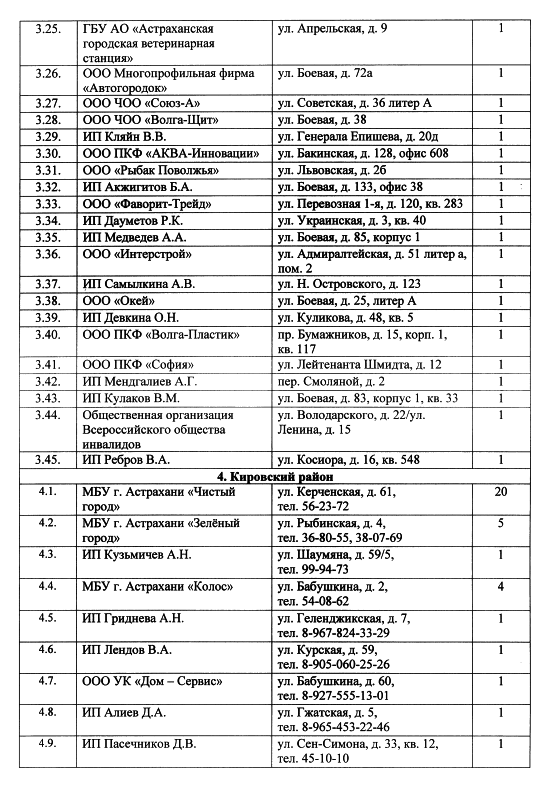 3.25. ГБУ АО «Астраханская ул. Апрельская, д. 9 1
городская ветеринарная
станция»
3.26. ООО Многопрофильная фирма ул. Боевая, д. 72а 1
«Автогородок»
3.27. ООО ЧОО «Союз-А» ул. Советская, д. 36 литер А 1
3.28. ООО ЧОО «Волга-Щит» ул. Боевая, д. 38 1
3.29. ИП Кляйн В.В. ул. Генерала Епишева, д. 20д 1
3.30. ООО ПКФ «АКВА-Инновации» ул. Бакинская, д. 128, офис 608 1
3.31. ООО «Рыбак Поволжья» ул. Львовская, д. 2б 1
3.32. ИП Акжигитов Б.А. ул. Боевая, д. 133, офис 38 1
3.33. ООО «Фаворит-Трейд» ул. Перевозная 1-я, д. 120, кв. 283 1
3.34. ИП Дауметов Р.К. ул. Украинская, д. 3, кв. 40 1
3.35. ИП Медведев А.А. ул. Боевая, д. 85, корпус 1 1
3.36. ООО «Интерстрой» ул. Адмиралтейская, д. 51 литер а, 1
пом. 2
3.37. ИП Самылкина А.В. ул. Н. Островского, д. 123 1
3.38. ООО «Окей» ул. Боевая, д. 25, литер А 1
3.39. ИП Девкина О.Н. ул. Куликова, д. 48, кв. 5 1
3.40. ООО ПКФ «Волга-Пластик» пр. Бумажников, д. 15, корп. 1, 1
кв. 117
3.41. ООО ПКФ «София» ул. Лейтенанта Шмидта, д. 12 1
3.42. ИП Мендгалиев А.Г. пер. Смоляной, д. 2 1
3.43. ИП Кулаков В.М. ул. Боевая, д. 83, корпус 1, кв. 33 1
3.44. Общественная организация ул. Володарского, д. 22/ул. 1
Всероссийского общества Ленина, д. 15
инвалидов
3.45. ИП Ребров В.А. ул. Косиора, д. 16, кв. 548 1
4. Кировский район
4.1. МБУ г. Астрахани «Чистый ул. Керченская, д. 61, 20
город» тел. 56-23-72
4.2. МБУ г. Астрахани «Зелёный ул. Рыбинская, д. 4, 5
город» тел. 36-80-55, 38-07-69
4.3. ИП Кузьмичев А.Н. ул. Шаумяна, д. 59/5, 1
тел. 99-94-73
4.4. МБУ г. Астрахани «Колос» ул. Бабушкина, д. 2, 4
тел. 54-08-62
4.5. ИП Гриднева А.Н. ул. Геленджикская, д. 7, 1
тел. 8-967-824-33-29
4.6. ИП Лендов В.А. ул. Курская, д. 59, 1
тел. 8-905-060-25-26
4.7. ООО УК «Дом – Сервис» ул. Бабушкина, д. 60, 1
тел. 8-927-555-13-01
4.8. ИП Алиев Д.А. ул. Гжатская, д. 5, 1
тел. 8-965-453-22-46
4.9. ИП Пасечников Д.В. ул. Сен-Симона, д. 33, кв. 12, 1
тел. 45-10-10